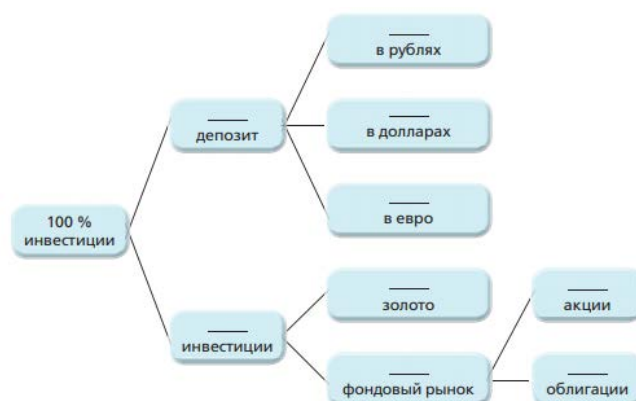 в рублях
депозит
в долларах
в евро
100 %
инвестиции
золото
акции
инвестиции
фондовый рынок
облигации